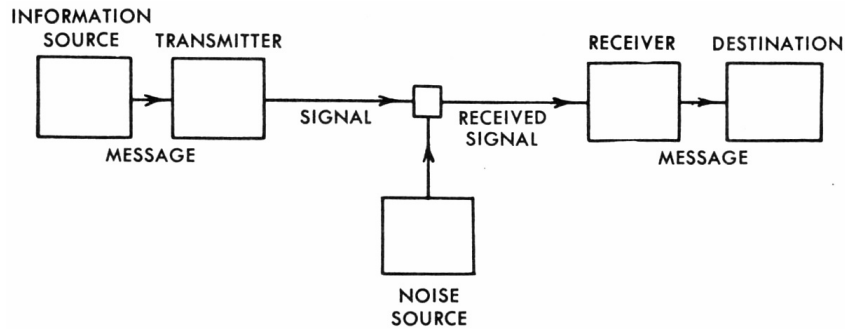 INFORMATION
SOURCE
TRANSMITTER
RECEIVER
DESTINATION
SIGNAL
RECEIVED
SIGNAL
MESSAGE
MESSAGE
NOISE
SOURCE